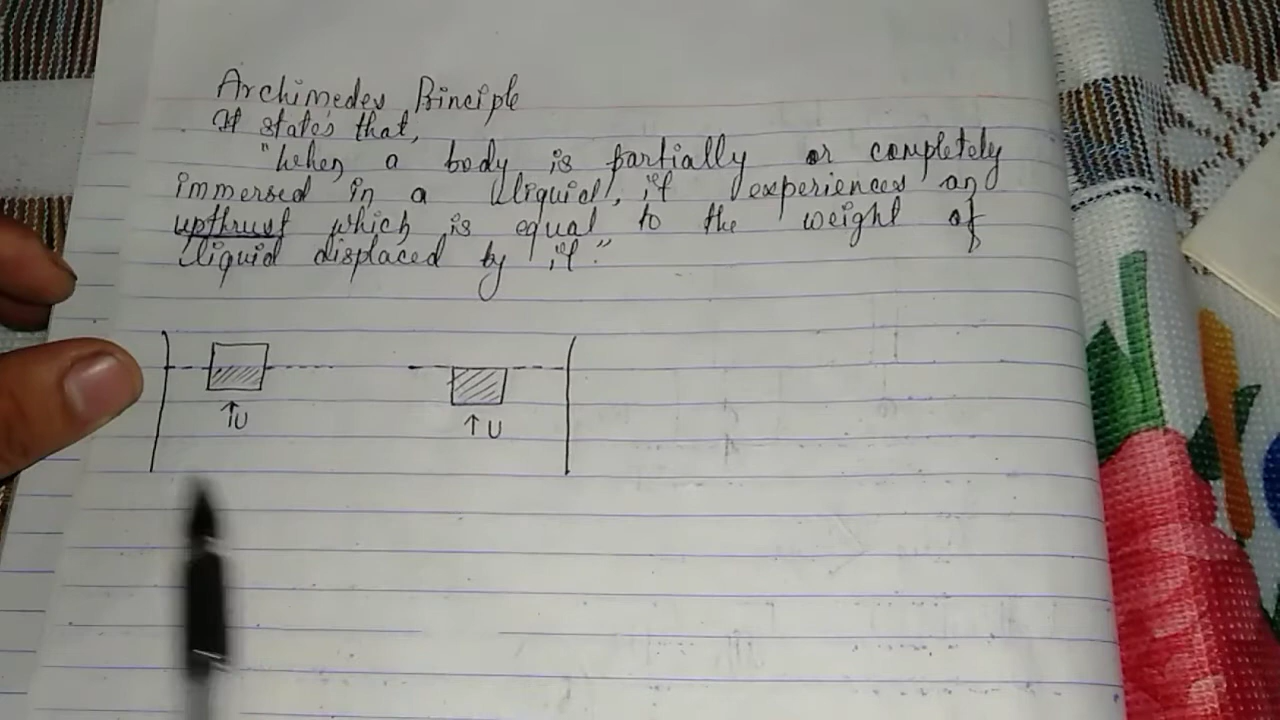 Archimedes Principle
It states that,
"When a body is partially or completely
immersed in a liquid, it experiences an
upthrust which is equal to the weight of
liquid displaced by it."
↑U ↑U